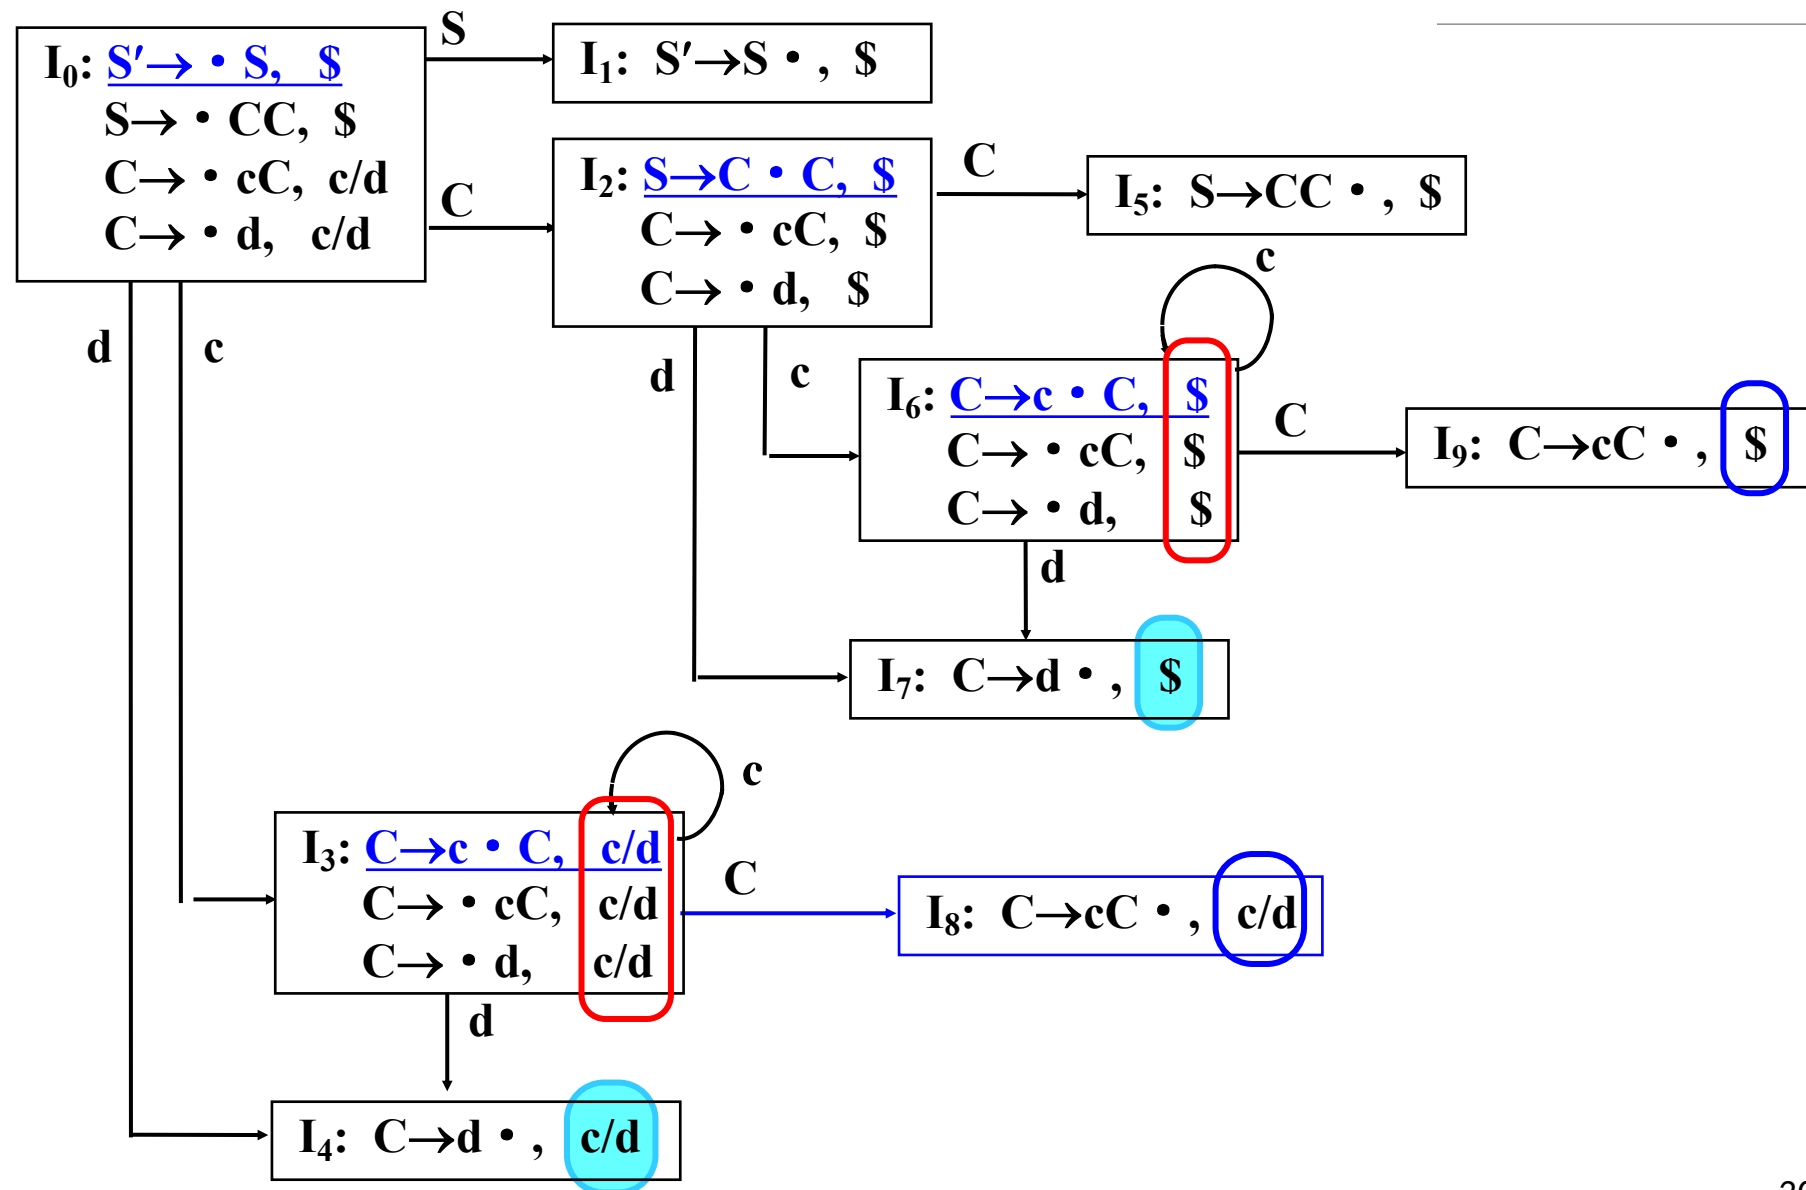 I₀: S′→ · S, $
S→ · CC, $
C→ · cC, c/d
C→ · d, c/d
S
I₁: S′→S · , $
C
I₂: S→C · C, $
C→ · cC, $
C→ · d, $
C
I₅: S→CC · , $
c
d
c
d
c
I₆: C→c · C, $
C→ · cC, $
C→ · d, $
C
I₉: C→cC · , $
d
I₇: C→d · , $
c
I₃: C→c · C, c/d
C→ · cC, c/d
C→ · d, c/d
C
I₈: C→cC · , c/d
d
I₄: C→d · , c/d